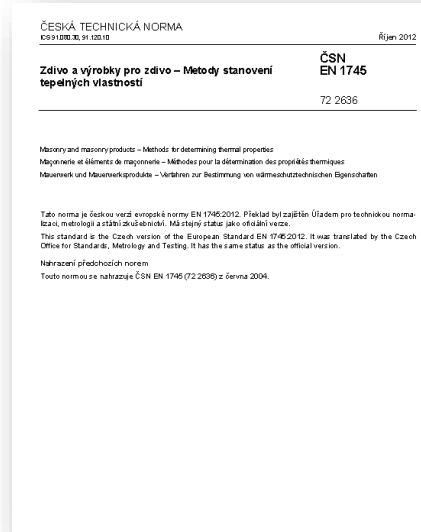 ČESKÁ TECHNICKÁ NORMA
ICS 91.080.30, 91.120.10
Říjen 2012
Zdivo a výrobky pro zdivo – Metody stanovení
tepelných vlastností
ČSN
EN 1745
72 2636
Masonry and masonry products – Methods for determining thermal properties
Maçonnerie et éléments de maçonnerie – Méthodes pour la détermination des propriétés thermiques
Mauerwerk und Mauerwerksprodukte – Verfahren zur Bestimmung von wärmeschutztechnischen Eigenschaften
Tato norma je českou verzí evropské normy EN 1745:2012. Překlad byl zajištěn Úřadem pro technickou norma-
lizaci, metrologii a státní zkušebnictví. Má stejný status jako oficiální verze.
This standard is the Czech version of the European Standard EN 1745:2012. It was translated by the Czech
Office for Standards, Metrology and Testing. It has the same status as the official version.
Nahrazení předchozích norem
Touto normou se nahrazuje ČSN EN 1745 (72 2636) z června 2004.